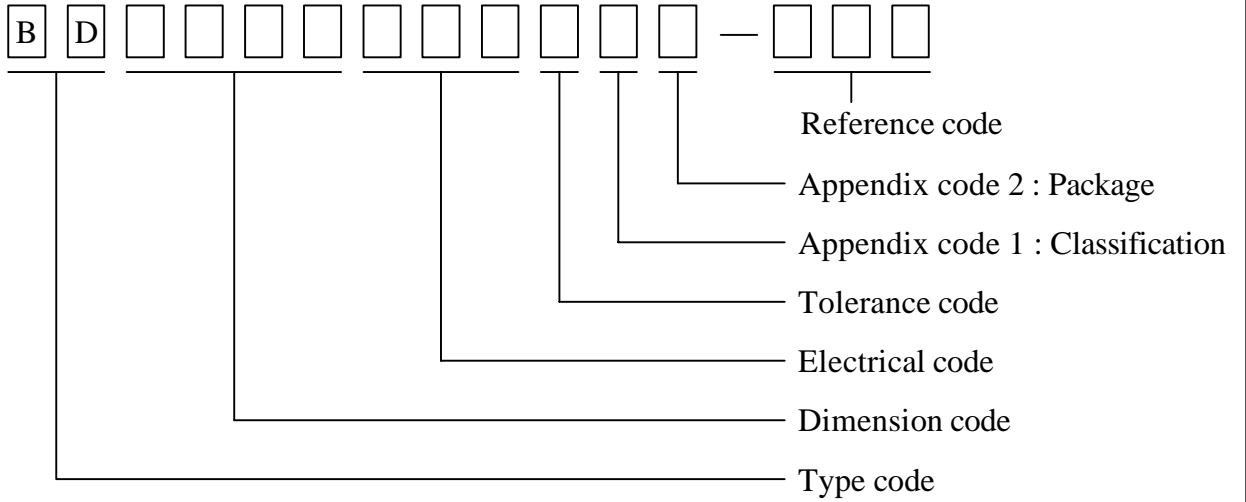 B D —
Reference code
Appendix code 2 : Package
Appendix code 1 : Classification
Tolerance code
Electrical code
Dimension code
Type code